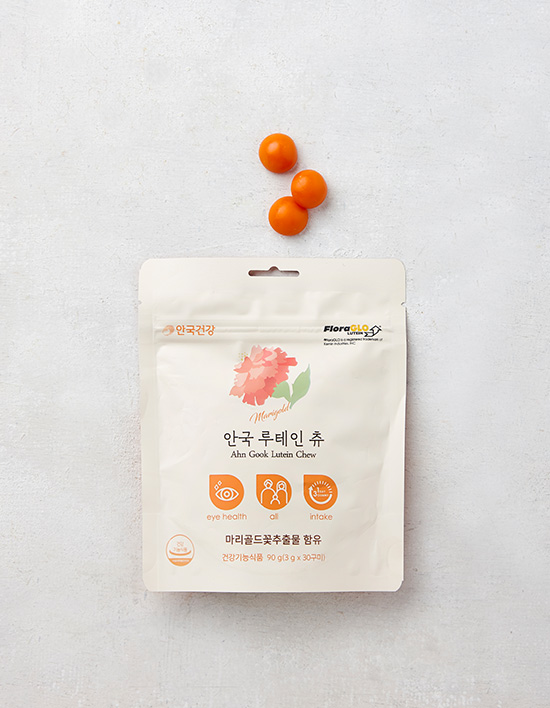 안국건강
FloraGLO
LUTEIN
Marigold
안국 루테인 츄
Ahn Gook Lutein Chew
eye health
all
intake
마리골드꽃추출물 함유
건강기능식품 90 g(3 g x 30구미)